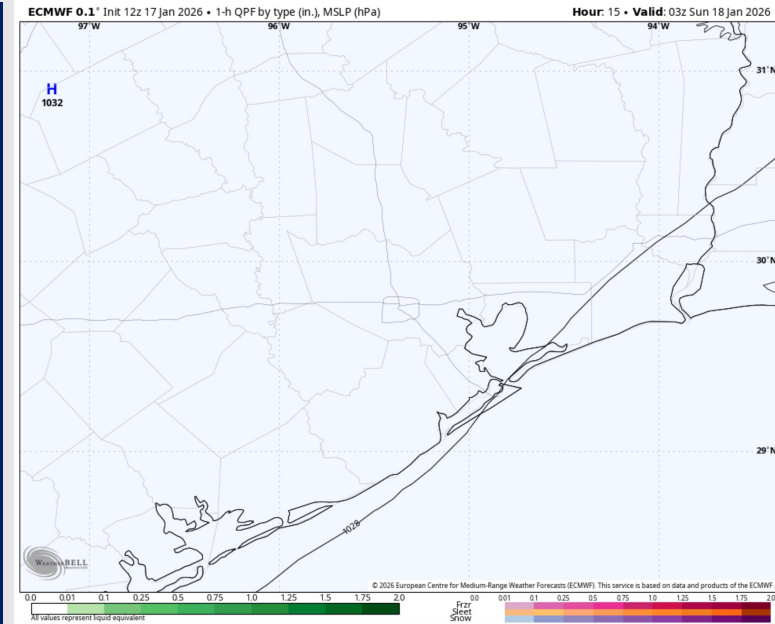 ECMWF 0.1° Init 12z 17 Jan 2026 • 1-h QPF by type (in.), MSLP (hPa) Hour: 15 • Valid: 03z Sun 18 Jan 2026
97°W 96°W 95°W 94°W
31°N
H
1032
30°N
29°N
1028
WEATHERBELL
© 2026 European Centre for Medium-Range Weather Forecasts (ECMWF). This service is based on data and products of the ECMWF.
0.0 0.01 0.1 0.25 0.5 0.75 1.0 1.25 1.5 1.75 2.0 0.0 0.01 0.1 0.25 0.5 0.75 1.0 1.25 1.5 1.75 2.0
Frzr
Sleet
Snow
All values represent liquid equivalent